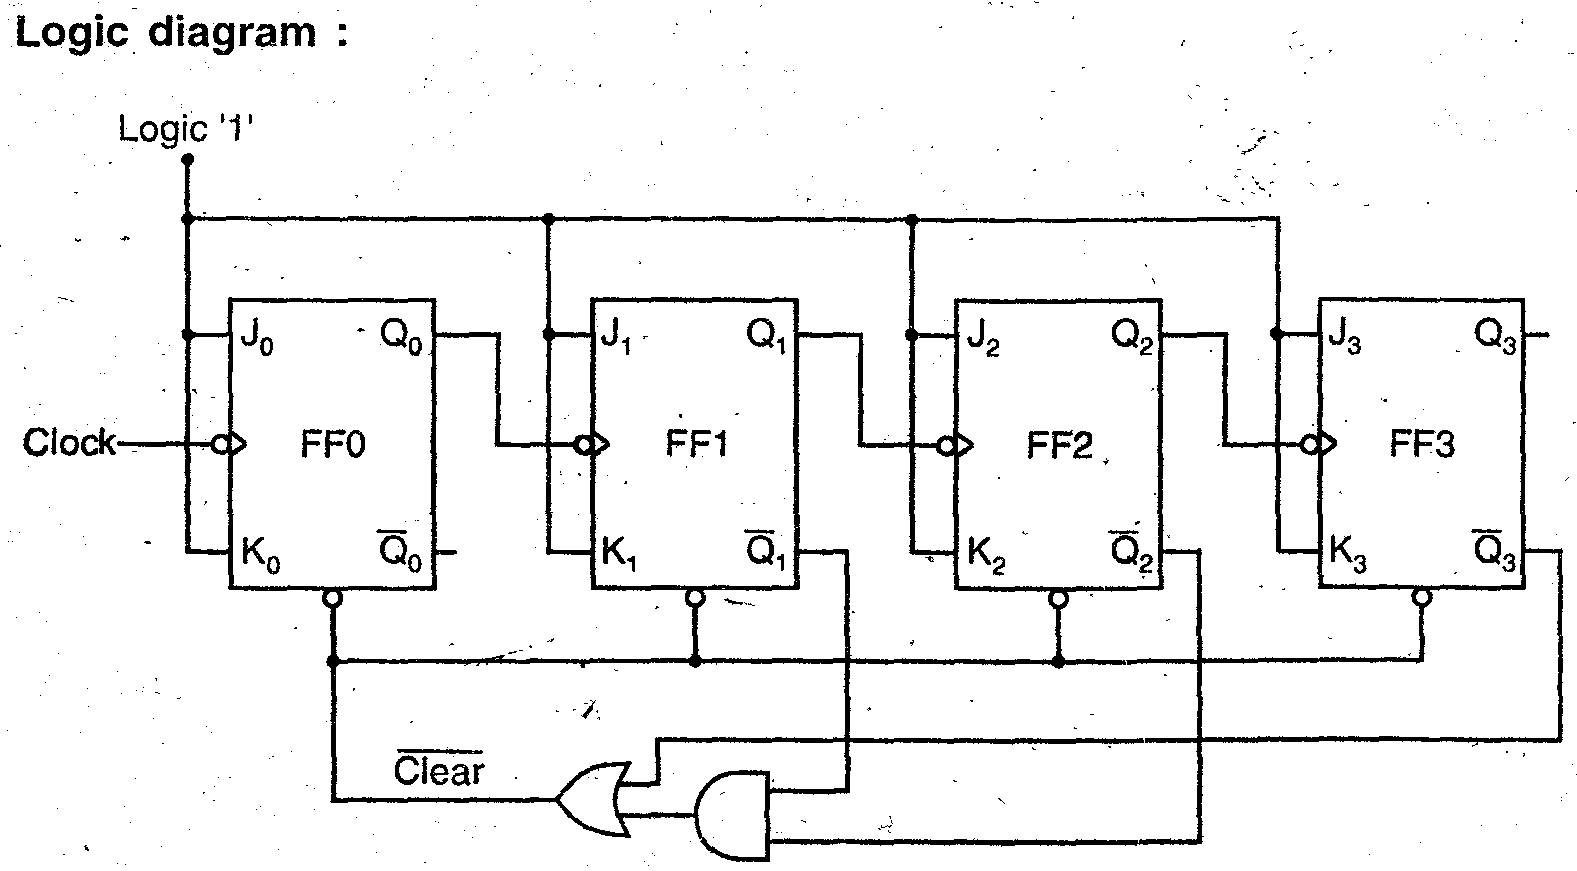 Logic diagram :
Logic '1'
J₀ Q₀ J₁ Q₁ J₂ Q₂ J₃ Q₃
Clock FF0 FF1 FF2 FF3
K₀ Q̅₀ K₁ Q̅₁ K₂ Q̅₂ K₃ Q̅₃
C̅l̅e̅a̅r̅